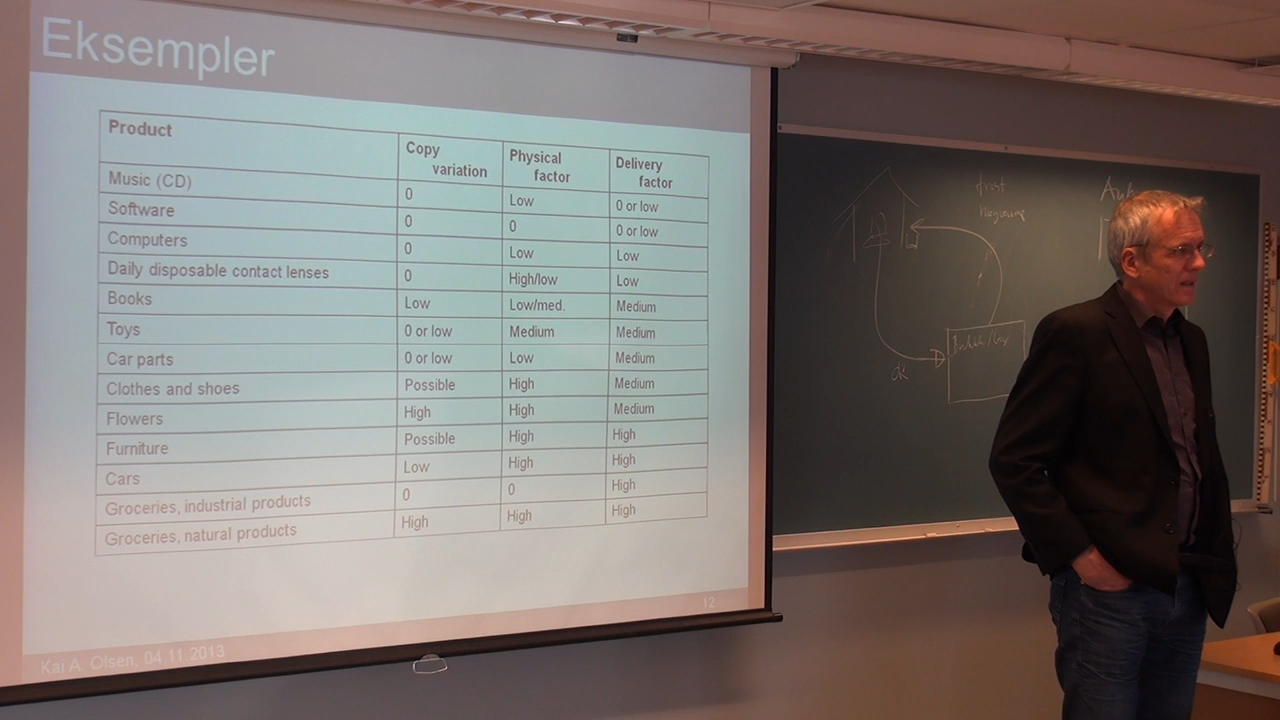 Eksempler
Product Copy variation Physical factor Delivery factor
Music (CD) 0 Low 0 or low
Software 0 0 0 or low
Computers 0 Low Low
Daily disposable contact lenses 0 High/low Low
Books Low Low/med. Medium
Toys 0 or low Medium Medium
Car parts 0 or low Low Medium
Clothes and shoes Possible High Medium
Flowers High High Medium
Furniture Possible High High
Cars Low High High
Groceries, industrial products 0 0 High
Groceries, natural products High High High
12
Kai A. Olsen, 04.11.2013